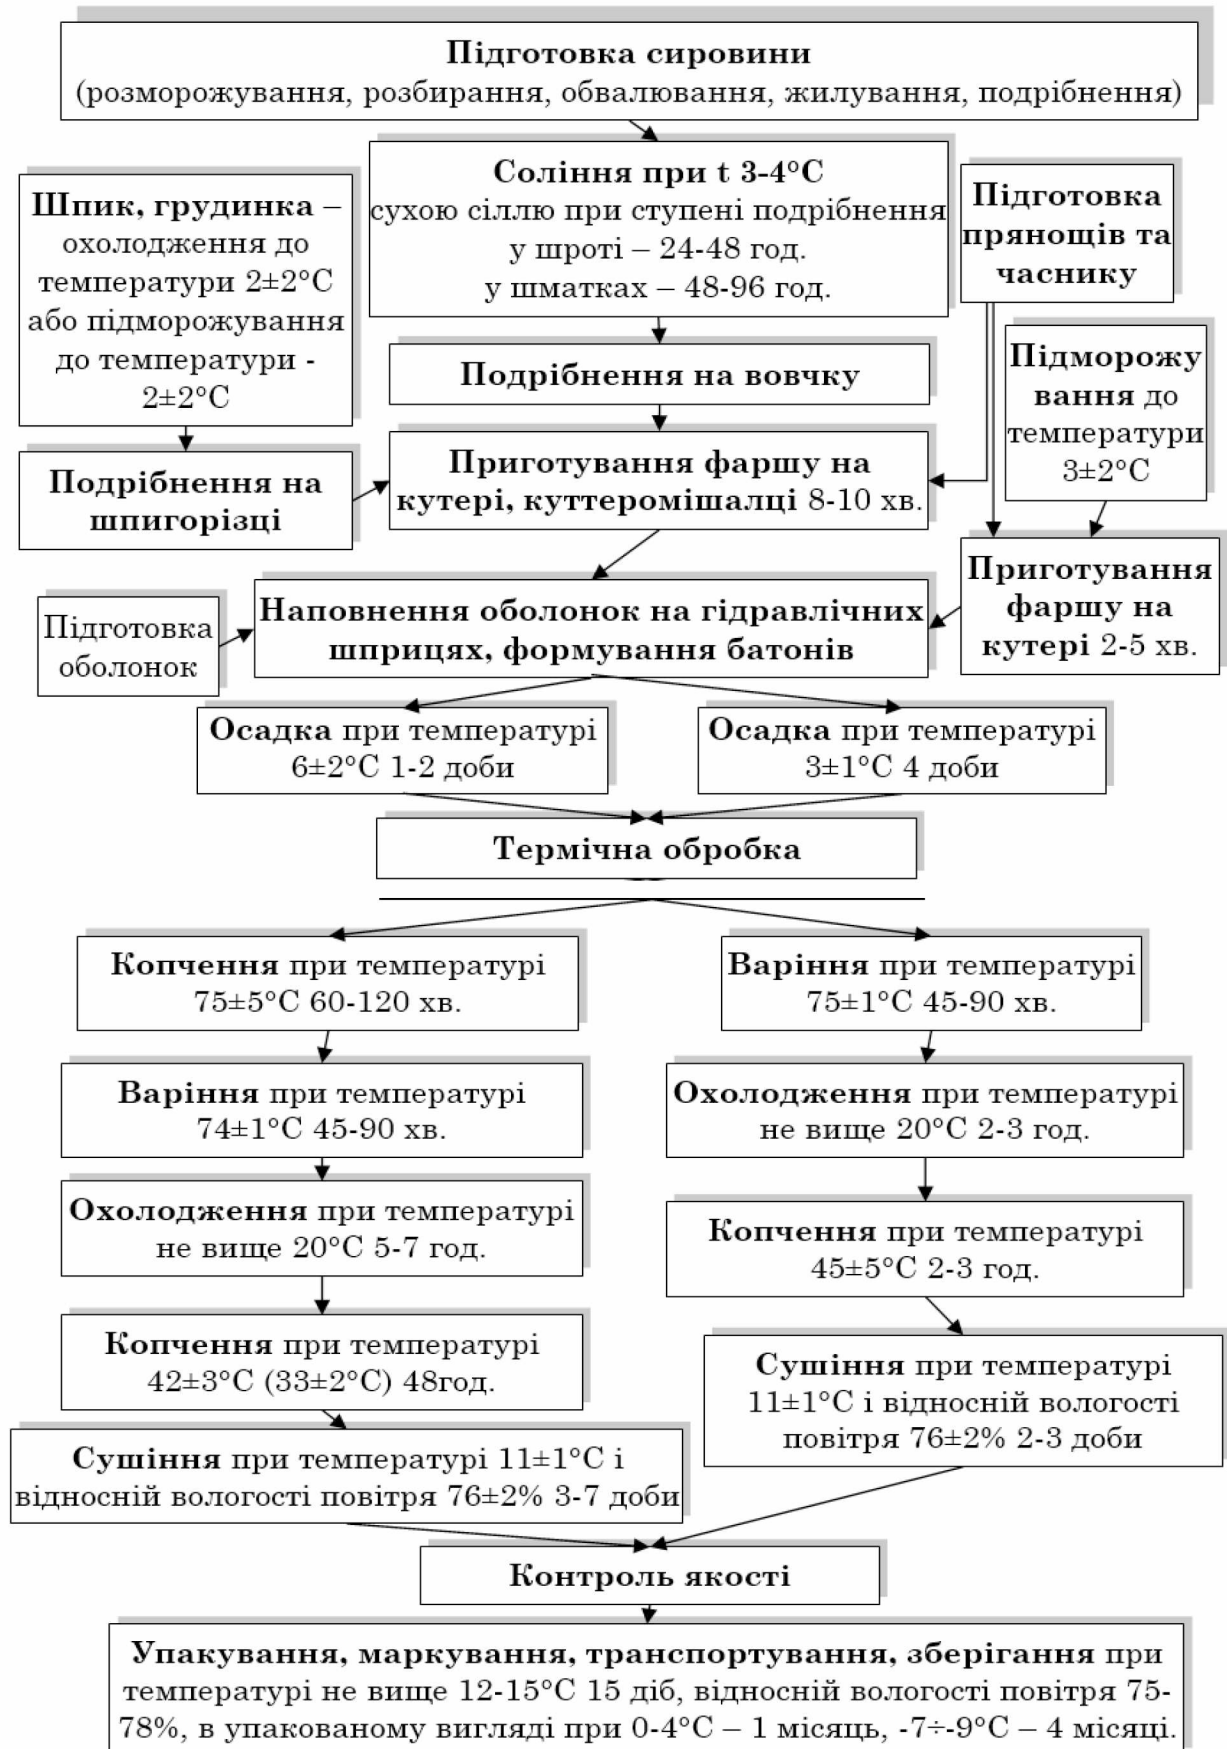 Підготовка сировини
(розморожування, розбирання, обвалювання, жилування, подрібнення)
Шпик, грудинка –
охолодження до
температури 2±2°С
або підморожування
до температури -
2±2°С
Соління при t 3-4°С
сухою сіллю при ступені подрібнення
у шроті – 24-48 год.
у шматках – 48-96 год.
Підготовка
прянощів та
часнику
Подрібнення на вовчку
Підморожу
вання до
температури
3±2°С
Подрібнення на
шпигорізці
Приготування фаршу на
кутері, куттеромішалці 8-10 хв.
Приготування
фаршу на
кутері 2-5 хв.
Підготовка
оболонок
Наповнення оболонок на гідравлічних
шприцях, формування батонів
Осадка при температурі
6±2°С 1-2 доби
Осадка при температурі
3±1°С 4 доби
Термічна обробка
Копчення при температурі
75±5°С 60-120 хв.
Варіння при температурі
75±1°С 45-90 хв.
Варіння при температурі
74±1°С 45-90 хв.
Охолодження при температурі
не вище 20°С 2-3 год.
Охолодження при температурі
не вище 20°С 5-7 год.
Копчення при температурі
45±5°С 2-3 год.
Копчення при температурі
42±3°С (33±2°С) 48год.
Сушіння при температурі
11±1°С і відносній вологості
повітря 76±2% 2-3 доби
Сушіння при температурі 11±1°С і
відносній вологості повітря 76±2% 3-7 доби
Контроль якості
Упакування, маркування, транспортування, зберігання при
температурі не вище 12-15°С 15 діб, відносній вологості повітря 75-
78%, в упакованому вигляді при 0-4°С – 1 місяць, -7÷-9°С – 4 місяці.